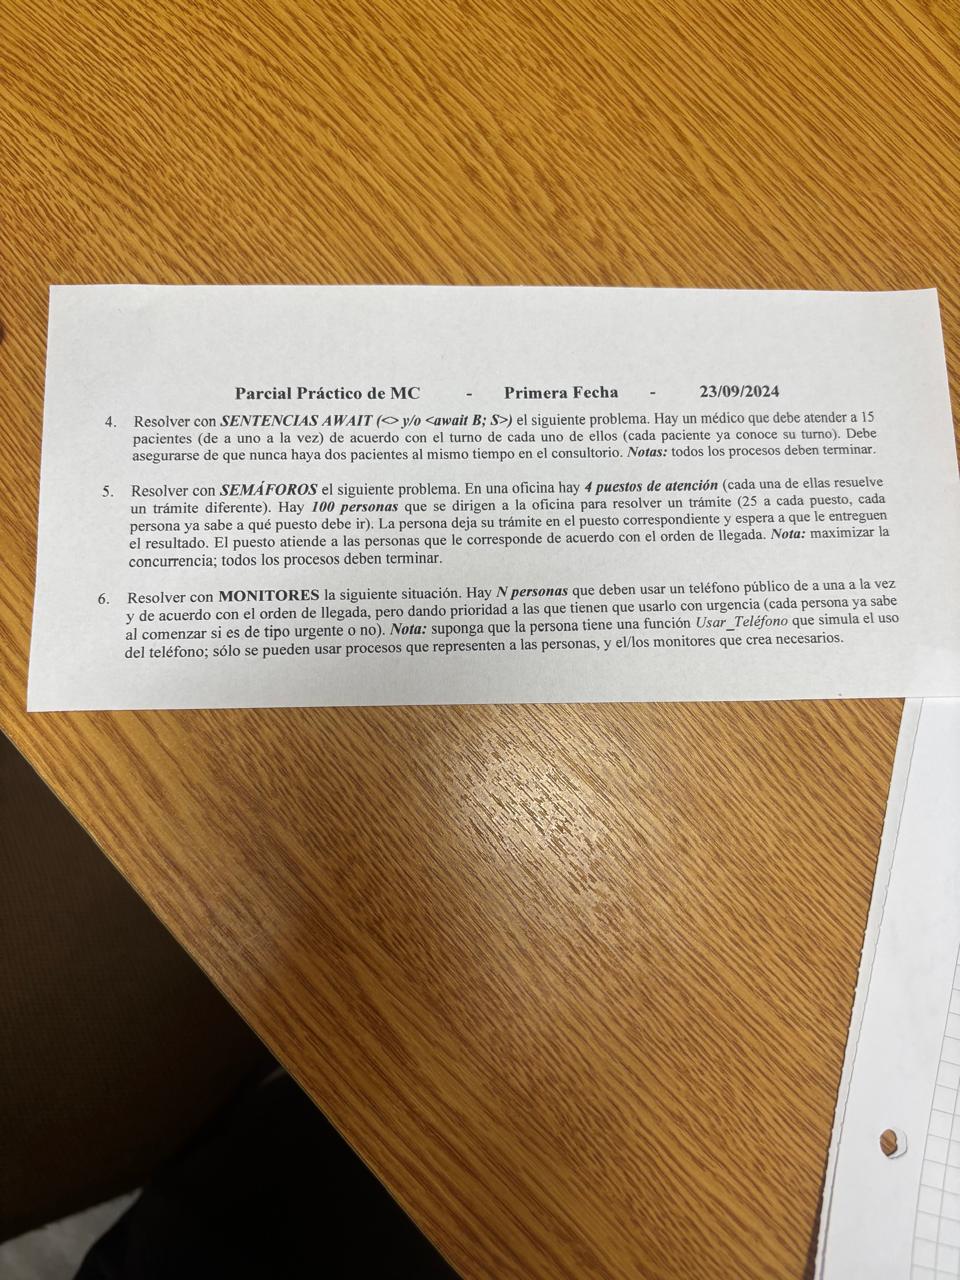 Parcial Práctico de MC - Primera Fecha - 23/09/2024
4. Resolver con SENTENCIAS AWAIT (<> y/o <await B; S>) el siguiente problema. Hay un médico que debe atender a 15
pacientes (de a uno a la vez) de acuerdo con el turno de cada uno de ellos (cada paciente ya conoce su turno). Debe
asegurarse de que nunca haya dos pacientes al mismo tiempo en el consultorio. Notas: todos los procesos deben terminar.
5. Resolver con SEMÁFOROS el siguiente problema. En una oficina hay 4 puestos de atención (cada una de ellas resuelve
un trámite diferente). Hay 100 personas que se dirigen a la oficina para resolver un trámite (25 a cada puesto, cada
persona ya sabe a qué puesto debe ir). La persona deja su trámite en el puesto correspondiente y espera a que le entreguen
el resultado. El puesto atiende a las personas que le corresponde de acuerdo con el orden de llegada. Nota: maximizar la
concurrencia; todos los procesos deben terminar.
6. Resolver con MONITORES la siguiente situación. Hay N personas que deben usar un teléfono público de a una a la vez
y de acuerdo con el orden de llegada, pero dando prioridad a las que tienen que usarlo con urgencia (cada persona ya sabe
al comenzar si es de tipo urgente o no). Nota: suponga que la persona tiene una función Usar_Teléfono que simula el uso
del teléfono; sólo se pueden usar procesos que representen a las personas, y el/los monitores que crea necesarios.